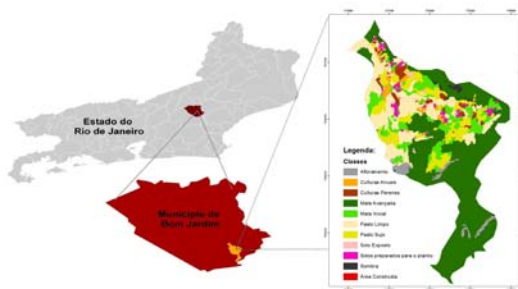 Estado do
Rio de Janeiro
Município de
Bom Jardim
Legenda:
Classes
Afloramento
Culturas Anuais
Culturas Perenes
Mata Avançada
Mata Inicial
Pasto Limpo
Pasto Sujo
Solo Exposto
Solos preparados para o plantio
Sombra
Área Construída